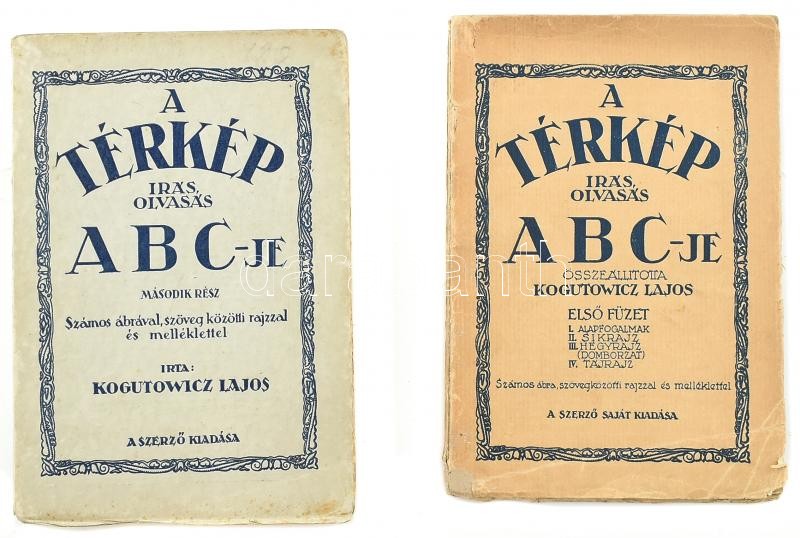 A
TÉRKÉP
IRÁS,
OLVASÁS
ABC-JE
MÁSODIK RÉSZ
Számos ábrával, szöveg közötti rajzzal
és melléklettel
IRTA:
KOGUTOWICZ LAJOS
A SZERZŐ KIADÁSA
A
TÉRKÉP
IRÁS,
OLVASÁS
ABC-JE
ÖSSZEÁLLITOTTA
KOGUTOWICZ LAJOS
ELSŐ FÜZET
I. ALAPFOGALMAK
II. SIKRAJZ
III. HEGYRAJZ
(DOMBORZAT)
IV. TÁJRAJZ
Számos ábra, szövegközötti rajzzal és melléklettel
A SZERZŐ SAJÁT KIADÁSA